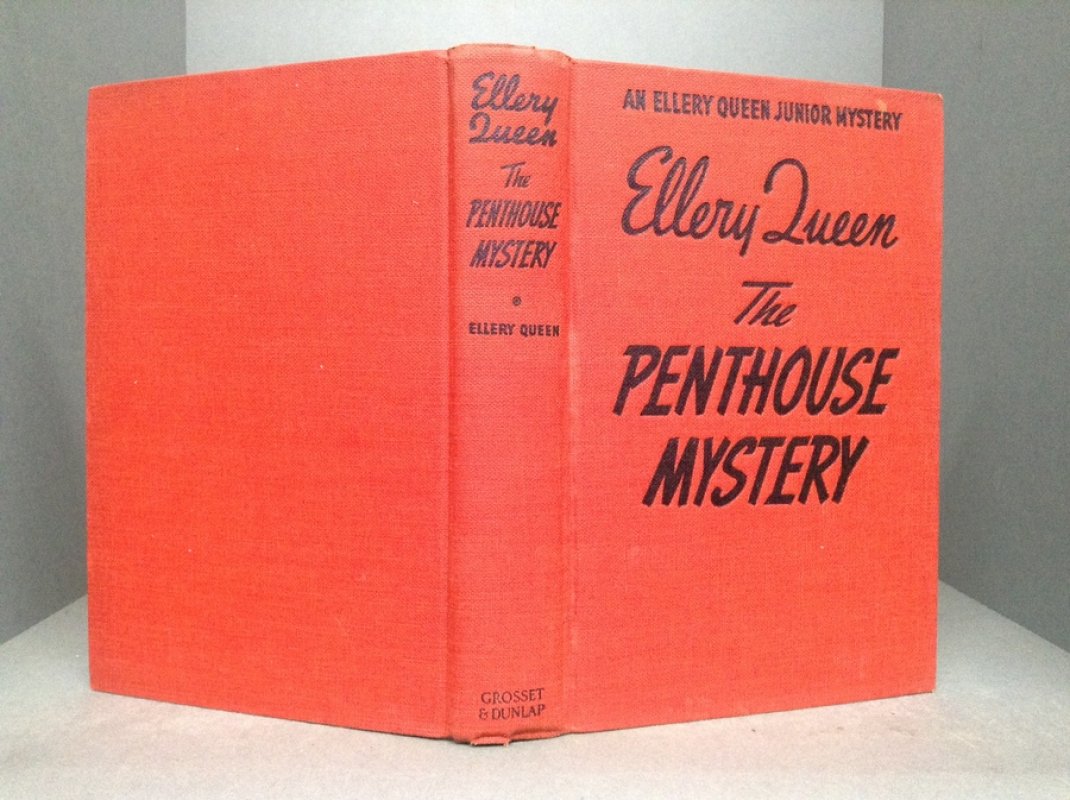 Ellery
Queen
The
PENTHOUSE
MYSTERY
ELLERY QUEEN
GROSSET
& DUNLAP
AN ELLERY QUEEN JUNIOR MYSTERY
Ellery Queen
The
PENTHOUSE
MYSTERY